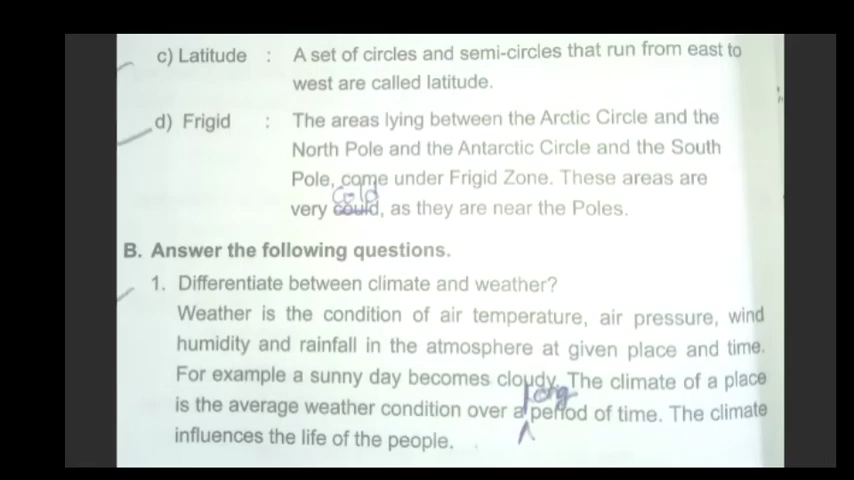 c) Latitude : A set of circles and semi-circles that run from east to
west are called latitude.
d) Frigid : The areas lying between the Arctic Circle and the
North Pole and the Antarctic Circle and the South
Pole, come under Frigid Zone. These areas are
cold
very could, as they are near the Poles.
B. Answer the following questions.
1. Differentiate between climate and weather?
Weather is the condition of air temperature, air pressure, wind
humidity and rainfall in the atmosphere at given place and time.
For example a sunny day becomes cloudy. The climate of a place
long
is the average weather condition over a period of time. The climate
influences the life of the people.